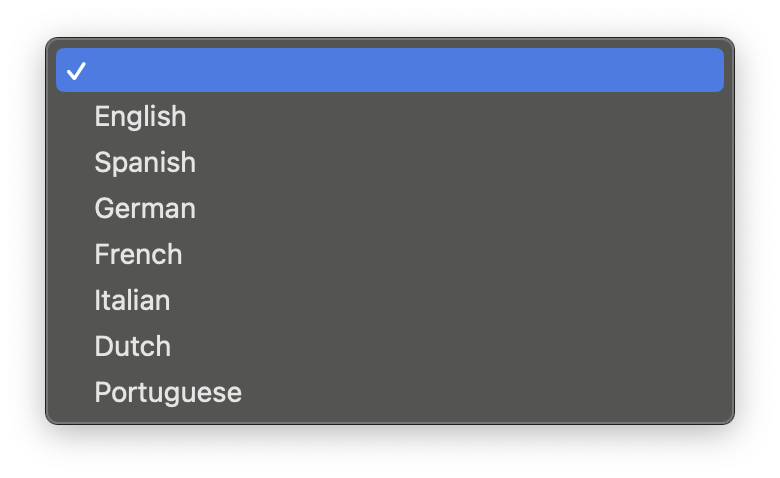 English
Spanish
German
French
Italian
Dutch
Portuguese